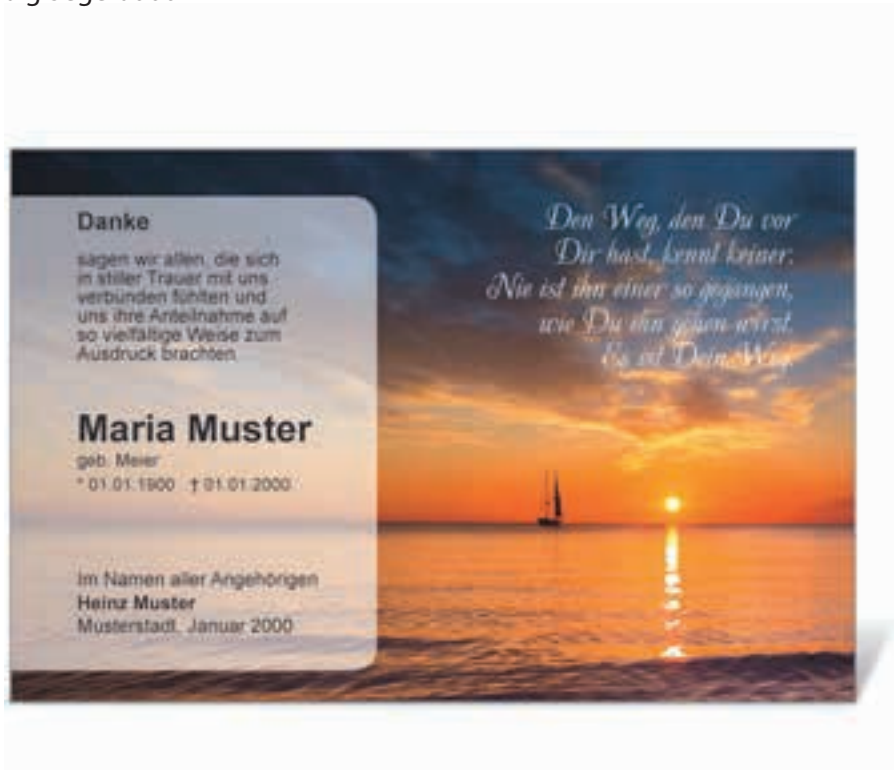 Danke
sagen wir allen, die sich
in stiller Trauer mit uns
verbunden fühlten und
uns ihre Anteilnahme auf
so vielfältige Weise zum
Ausdruck brachten
Maria Muster
geb. Meier
* 01.01.1900 † 01.01.2000
Im Namen aller Angehörigen
Heinz Muster
Musterstadt, Januar 2000
Den Weg, den Du vor
Dir hast, kennt keiner.
Nie ist ihn einer so gegangen,
wie Du ihn gehen wirst.
Es ist Dein Weg.